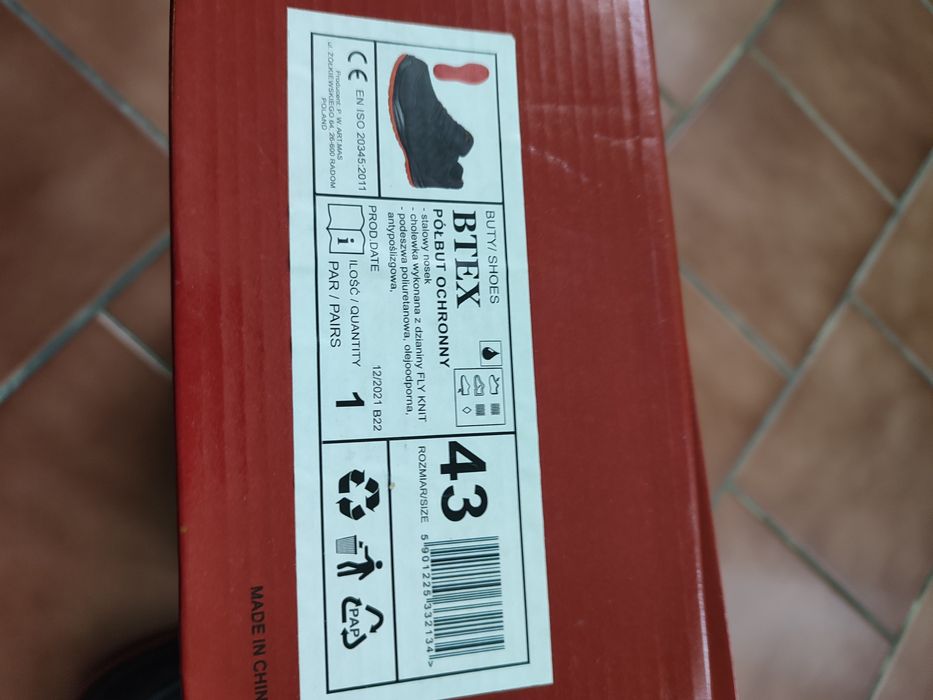 BUTY/ SHOES
BTEX
PÓŁBUT OCHRONNY
- stalowy nosek
- cholewka wykonana z dzianiny FLY KNIT
- podeszwa poliuretanowa, olejoodporna,
antypoślizgowa,
CE EN ISO 20345:2011
Producent: P. W. ART.MAS
ul. ŻÓŁKIEWSKIEGO 64, 26-600 RADOM
POLAND
PROD.DATE 12/2021 B22
ILOŚĆ / QUANTITY
PAR / PAIRS 1
43
ROZMIAR/SIZE
5 901225 332134 >
PAP
MADE IN CHIN